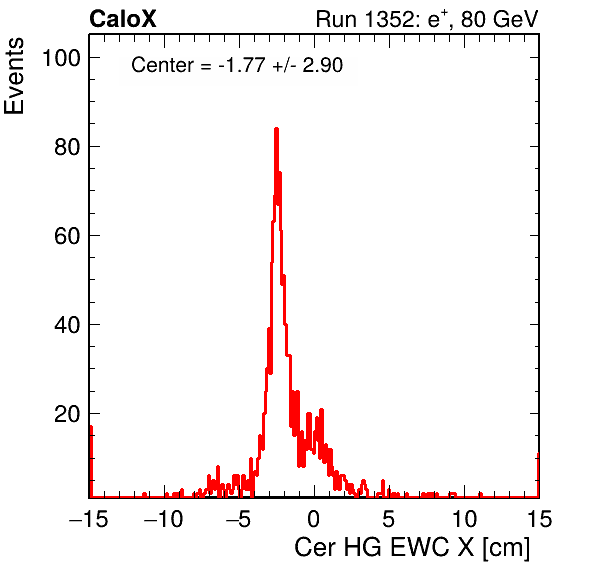 CaloX Run 1352: e⁺, 80 GeV
Center = -1.77 +/- 2.90
Events
100
80
60
40
20
−15 −10 −5 0 5 10 15
Cer HG EWC X [cm]